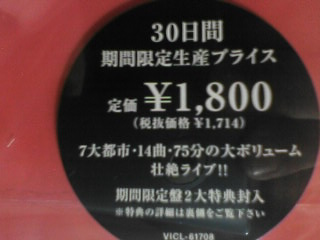 30日間
期間限定生産プライス
定価 ¥1,800
(税抜価格 ¥1,714)
7大都市・14曲・75分の大ボリューム
壮絶ライブ!!
期間限定盤2大特典封入
※特典の詳細は裏側をご覧下さい
VICL-61708